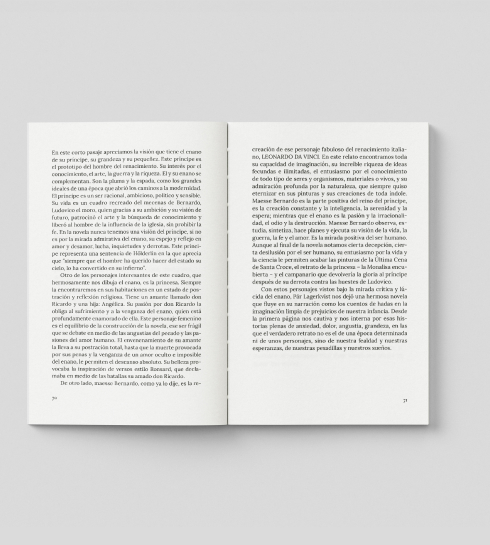 En este corto pasaje apreciamos la visión que tiene el enano
de su príncipe, su grandeza y su pequeñez. Este príncipe es
el prototipo del hombre del renacimiento. Su interés por el
conocimiento, el arte, la guerra y la riqueza. Él y su enano se
complementan. Son la pluma y la espada, como los grandes
ideales de una época que abrió los caminos a la modernidad.
El príncipe es un ser racional, ambicioso, político y sensible.
Su vida es un cuadro recreado del mecenas de Bernardo,
Ludovico el moro, quien gracias a su ambición y su visión de
futuro, patrocinó el arte y la búsqueda de conocimiento y
liberó al hombre de la influencia de la iglesia, sin prohibir la
fe. En la novela nunca tenemos una visión del príncipe, si no
es por la mirada admirativa del enano, su espejo y reflejo en
amor y desamor, lucha, inquietudes y derrotas. Este prínci-
pe representa una sentencia de Hölderlin en la que aprecia
que "siempre que el hombre ha querido hacer del estado su
cielo, lo ha convertido en su infierno".
Otro de los personajes interesantes de este cuadro, que
hermosamente nos dibuja el enano, es la princesa. Siempre
la encontraremos en sus habitaciones en un estado de pos-
tración y reflexión religiosa. Tiene un amante llamado don
Ricardo y una hija: Angélica. Su pasión por don Ricardo la
obliga al sufrimiento y a la venganza del enano, quien está
profundamente enamorado de ella. Este personaje femenino
es el equilibrio de la construcción de la novela, ese ser frágil
que se debate en medio de las angustias del pecado y las pa-
siones del amor humano. El envenenamiento de su amante
la lleva a su postración total, hasta que la muerte provocada
por sus penas y la venganza de un amor oculto e imposible
del enano, le permiten el descanso absoluto. Su belleza pro-
vocaba la inspiración de versos estilo Ronsard, que decla-
maba en medio de las batallas su amado don Ricardo.
De otro lado, maesso Bernardo, como ya lo dije, es la re-
creación de ese personaje fabuloso del renacimiento italia-
no, LEONARDO DA VINCI. En este relato encontramos toda
su capacidad de imaginación, su increíble riqueza de ideas
fecundas e ilimitadas, el entusiasmo por el conocimiento
de todo tipo de seres y organismos, materiales o vivos, y su
admiración profunda por la naturaleza, que siempre quiso
eternizar en sus pinturas y sus creaciones de toda índole.
Maesse Bernardo es la parte positiva del reino del príncipe,
es la creación constante y la inteligencia, la serenidad y la
espera; mientras que el enano es la pasión y la irracionali-
dad, el odio y la destrucción. Maesse Bernardo observa, es-
tudia, sintetiza, hace planes y ejecuta su visión de la vida, la
guerra, la fe y el amor. Es la mirada positiva del ser humano.
Aunque al final de la novela notamos cierta decepción, cier-
ta desilusión por el ser humano, su entusiasmo por la vida y
la ciencia le permiten ocultar las pinturas de la Última Cena
de Santa Croce, el retrato de la princesa – la Monalisa encu-
bierta – y el campanario que devolvería la gloria al príncipe
después de su derrota contra las huestes de Ludovico.
Con estos personajes vistos bajo la mirada crítica y lú-
cida del enano, Pär Lagerkvist nos dejó una hermosa novela
que fluye en su narración como los cuentos de hadas en la
imaginación limpia de prejuicios de nuestra infancia. Desde
la primera página nos cautiva y nos interna por esas his-
torias plenas de ansiedad, dolor, angustia, grandeza, en las
que el verdadero retrato no es el de una época determinada
ni de unos personajes, sino de nuestra realdad y nuestras
esperanzas, de nuestras pesadillas y nuestros sueños.
70
71